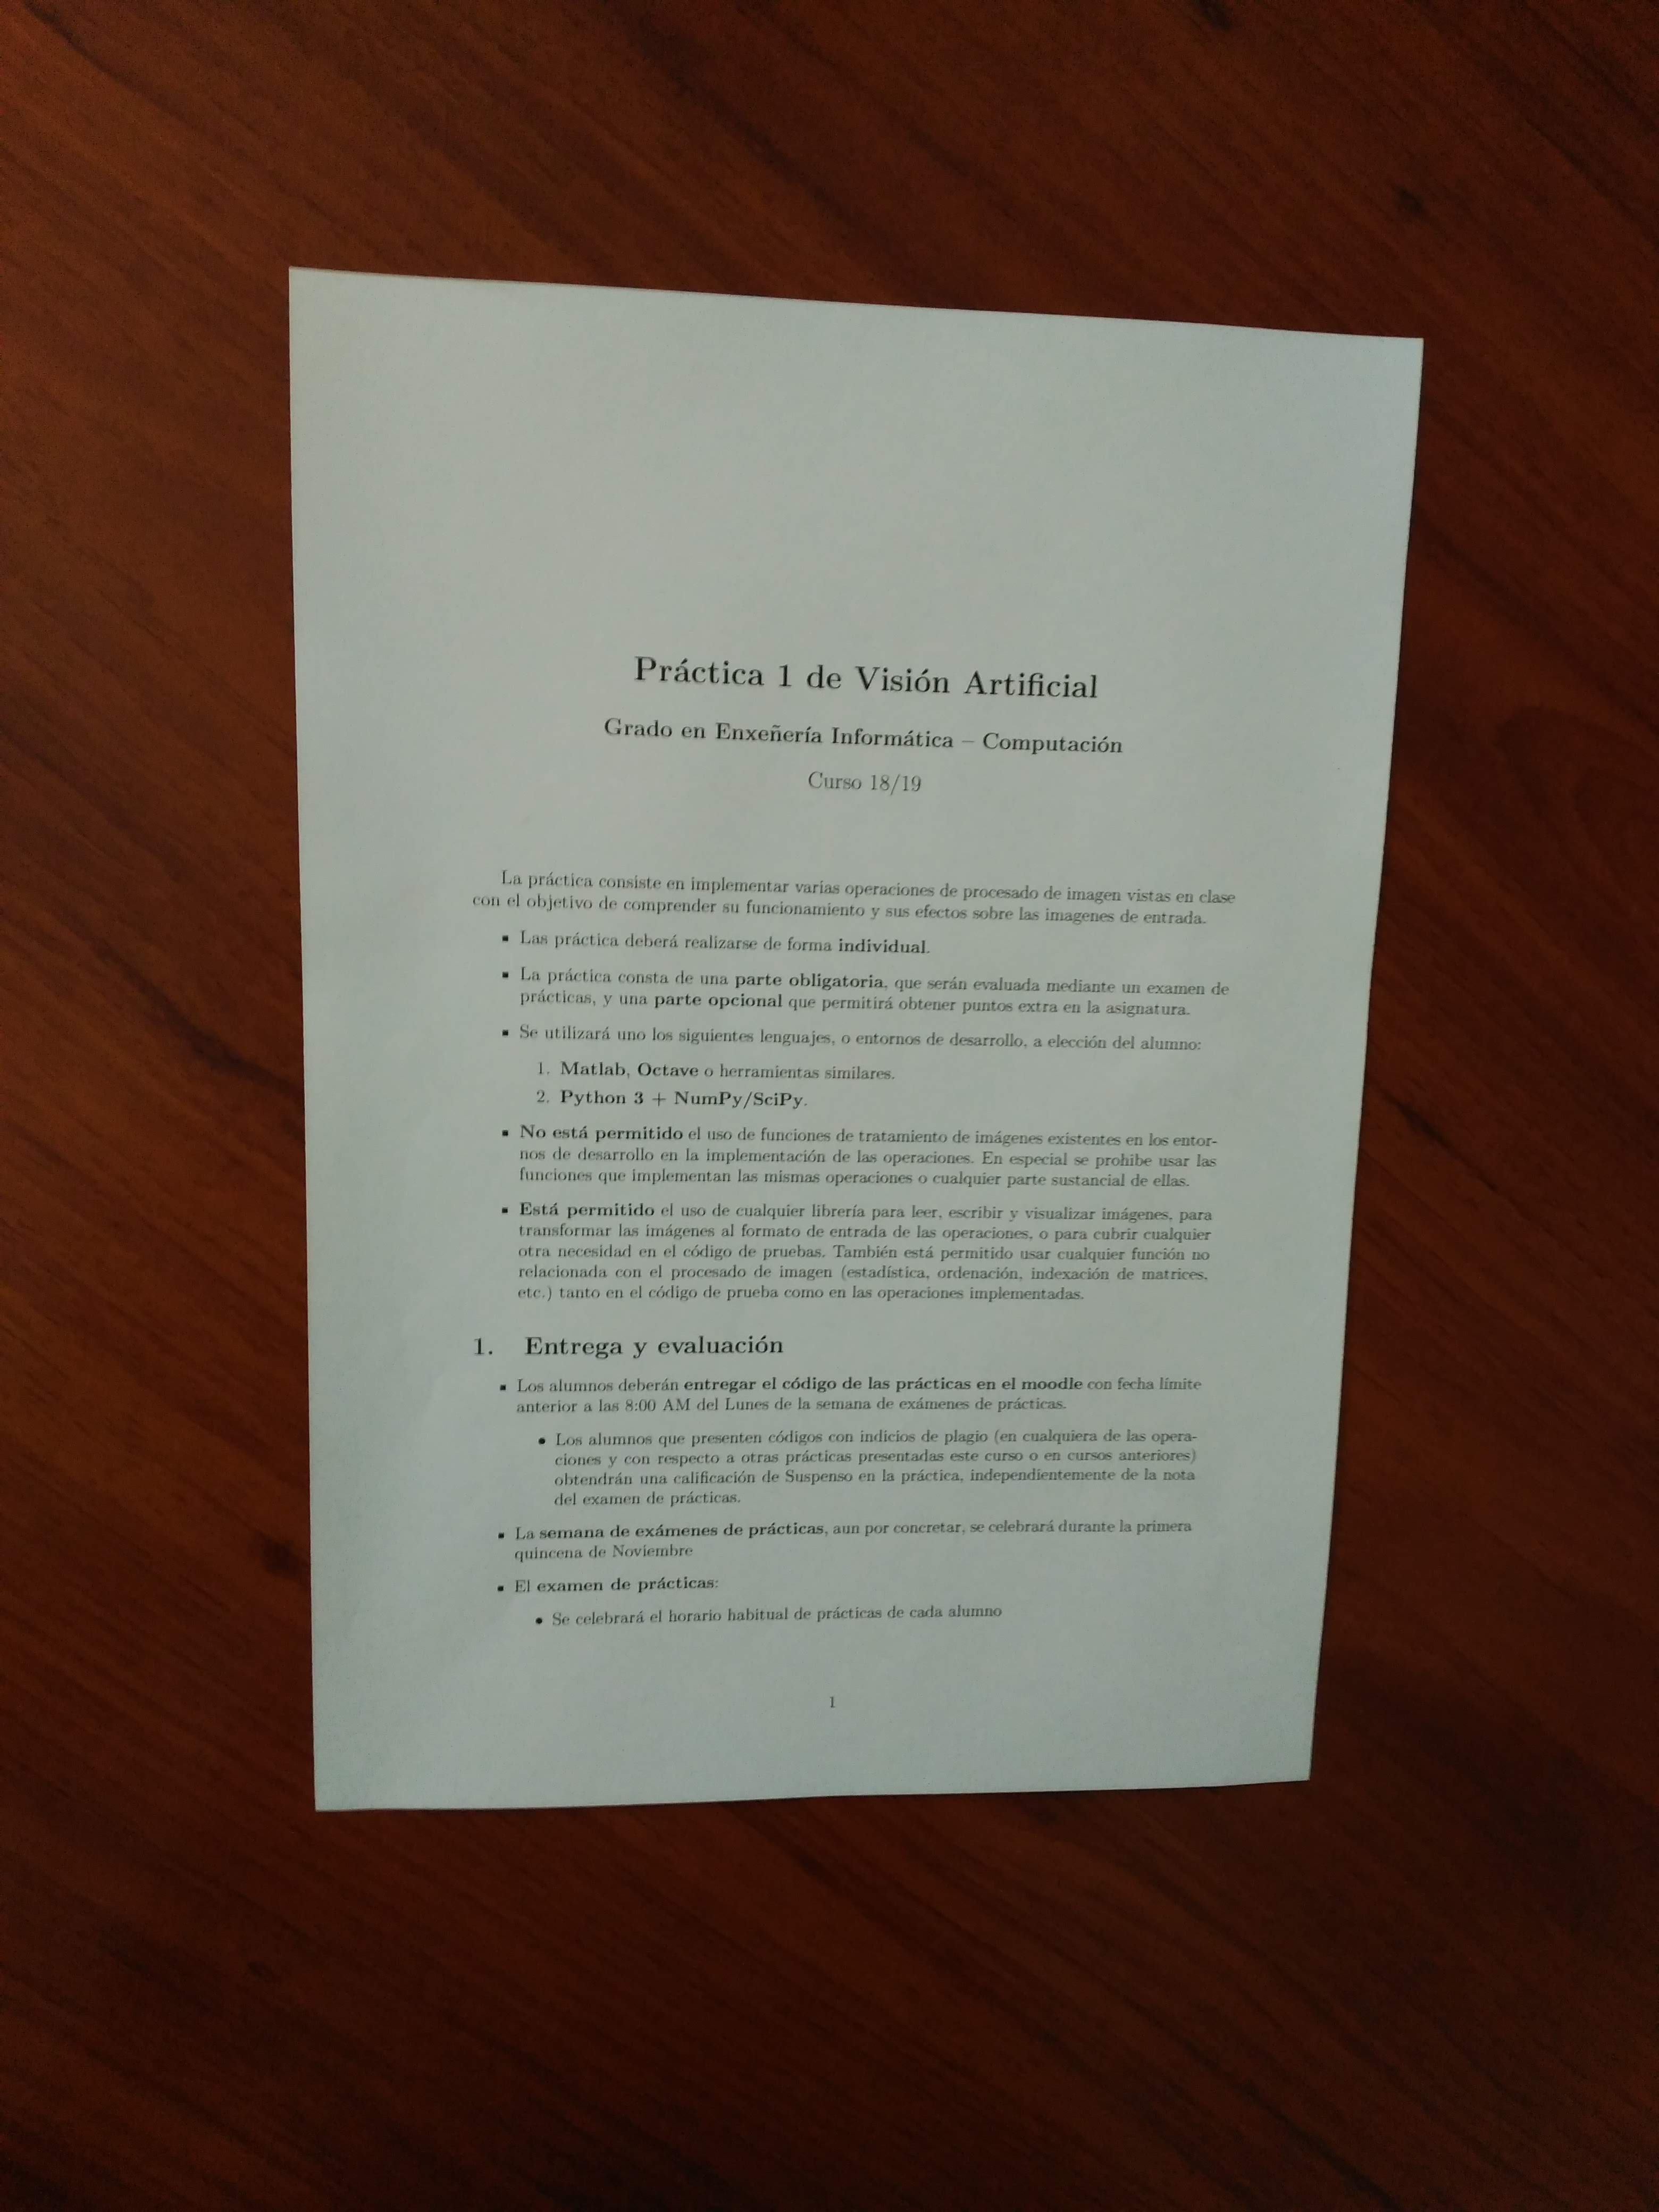 Práctica 1 de Visión Artificial
Grado en Enxeñería Informática – Computación
Curso 18/19
La práctica consiste en implementar varias operaciones de procesado de imagen vistas en clase
con el objetivo de comprender su funcionamiento y sus efectos sobre las imagenes de entrada.
▪ Las práctica deberá realizarse de forma individual.
▪ La práctica consta de una parte obligatoria, que serán evaluada mediante un examen de
prácticas, y una parte opcional que permitirá obtener puntos extra en la asignatura.
▪ Se utilizará uno los siguientes lenguajes, o entornos de desarrollo, a elección del alumno:
1. Matlab, Octave o herramientas similares.
2. Python 3 + NumPy/SciPy.
▪ No está permitido el uso de funciones de tratamiento de imágenes existentes en los entor-
nos de desarrollo en la implementación de las operaciones. En especial se prohibe usar las
funciones que implementan las mismas operaciones o cualquier parte sustancial de ellas.
▪ Está permitido el uso de cualquier librería para leer, escribir y visualizar imágenes, para
transformar las imágenes al formato de entrada de las operaciones, o para cubrir cualquier
otra necesidad en el código de pruebas. También está permitido usar cualquier función no
relacionada con el procesado de imagen (estadística, ordenación, indexación de matrices,
etc.) tanto en el código de prueba como en las operaciones implementadas.
1. Entrega y evaluación
▪ Los alumnos deberán entregar el código de las prácticas en el moodle con fecha límite
anterior a las 8:00 AM del Lunes de la semana de exámenes de prácticas.
• Los alumnos que presenten códigos con indicios de plagio (en cualquiera de las opera-
ciones y con respecto a otras prácticas presentadas este curso o en cursos anteriores)
obtendrán una calificación de Suspenso en la práctica, independientemente de la nota
del examen de prácticas.
▪ La semana de exámenes de prácticas, aun por concretar, se celebrará durante la primera
quincena de Noviembre
▪ El examen de prácticas:
• Se celebrará el horario habitual de prácticas de cada alumno
1